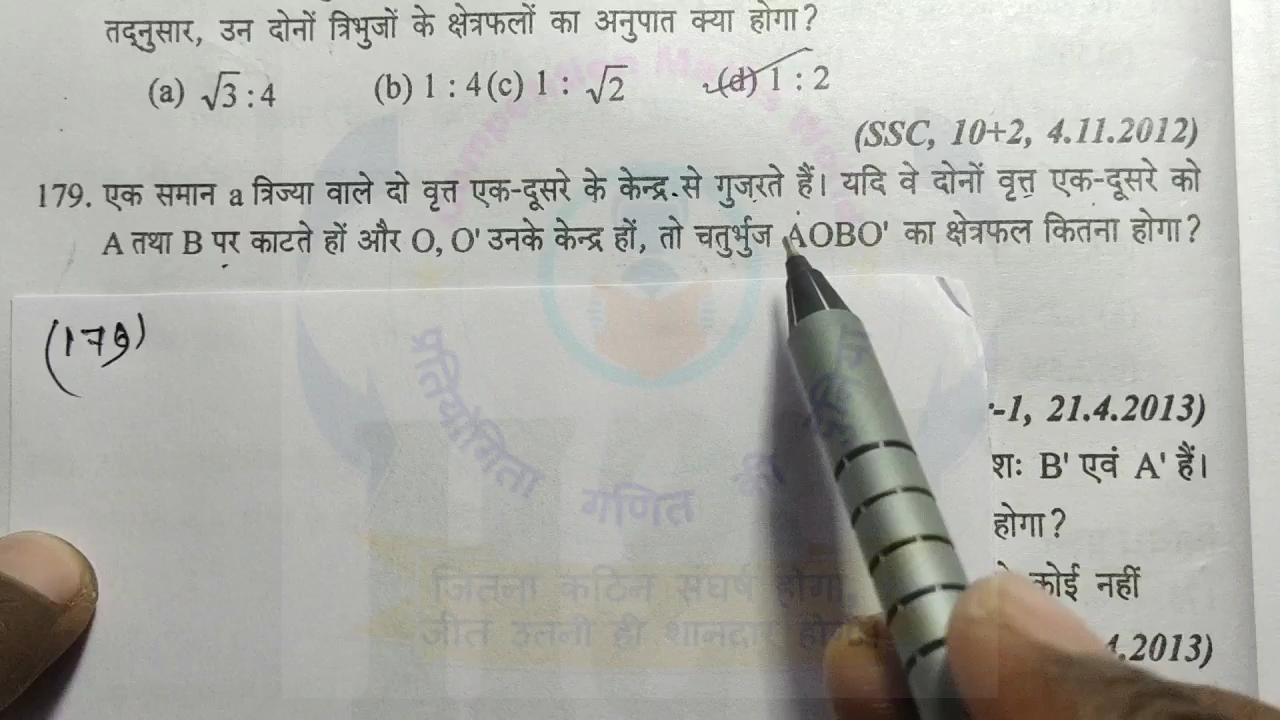 तद्नुसार, उन दोनों त्रिभुजों के क्षेत्रफलों का अनुपात क्या होगा?
(a) √3 : 4 (b) 1 : 4 (c) 1 : √2 (d) 1 : 2
(SSC, 10+2, 4.11.2012)
179. एक समान a त्रिज्या वाले दो वृत्त एक-दूसरे के केन्द्र से गुजरते हैं। यदि वे दोनों वृत्त एक-दूसरे को
A तथा B पर काटते हों और O, O' उनके केन्द्र हों, तो चतुर्भुज AOBO' का क्षेत्रफल कितना होगा?
(179)
-1, 21.4.2013)
शः B' एवं A' हैं।
होगा?
कोई नहीं
.2013)
प्रतियोगिता गणित की
जितना कठिन संघर्ष होगा,
जीत उतनी ही शानदार होगी।